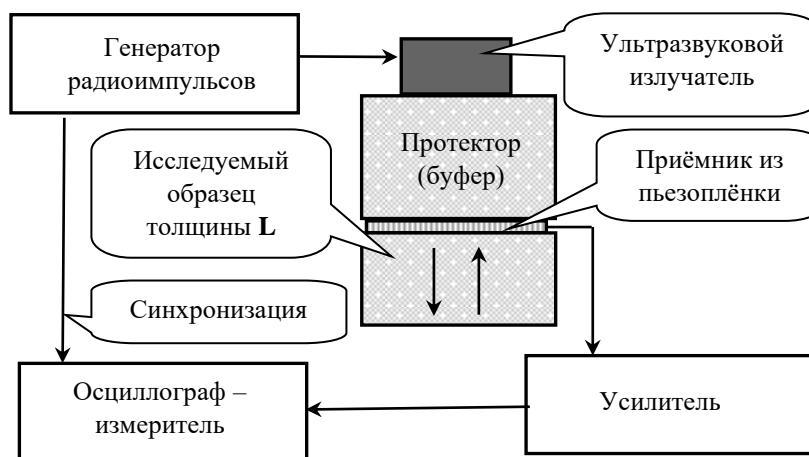 Генератор
радиоимпульсов
Ультразвуковой
излучатель
Протектор
(буфер)
Исследуемый
образец
толщины L
Приёмник из
пьезоплёнки
Синхронизация
Осциллограф –
измеритель
Усилитель